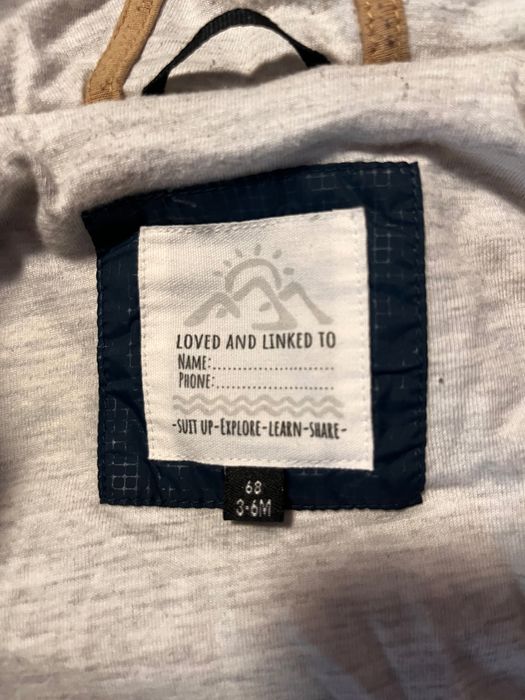 LOVED AND LINKED TO
NAME:........................
PHONE:........................
-SUIT UP-EXPLORE-LEARN-SHARE-
68
3-6M